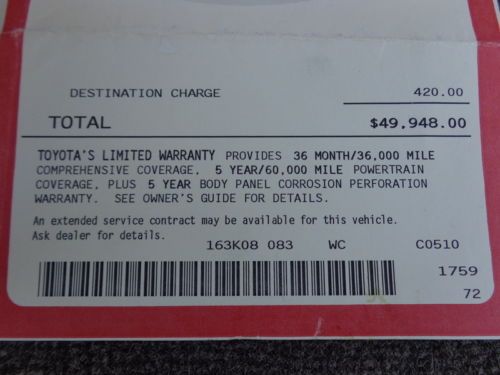 DESTINATION CHARGE 420.00
TOTAL $49,948.00
TOYOTA'S LIMITED WARRANTY PROVIDES 36 MONTH/36,000 MILE
COMPREHENSIVE COVERAGE, 5 YEAR/60,000 MILE POWERTRAIN
COVERAGE, PLUS 5 YEAR BODY PANEL CORROSION PERFORATION
WARRANTY. SEE OWNER'S GUIDE FOR DETAILS.
An extended service contract may be available for this vehicle.
Ask dealer for details.
163K08 083 WC C0510
1759
72